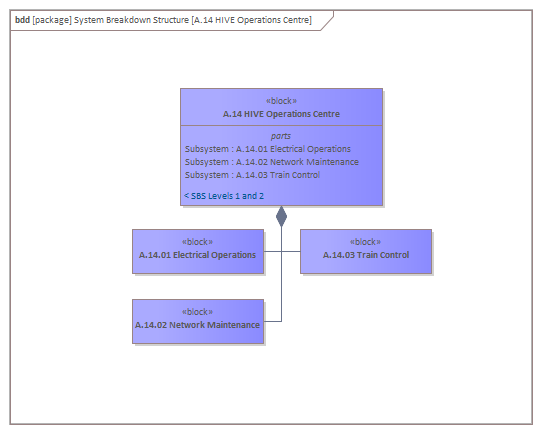 bdd [package] System Breakdown Structure [A.14 HIVE Operations Centre]
«block»
A.14 HIVE Operations Centre
parts
Subsystem : A.14.01 Electrical Operations
Subsystem : A.14.02 Network Maintenance
Subsystem : A.14.03 Train Control
< SBS Levels 1 and 2
«block»
A.14.01 Electrical Operations
«block»
A.14.03 Train Control
«block»
A.14.02 Network Maintenance